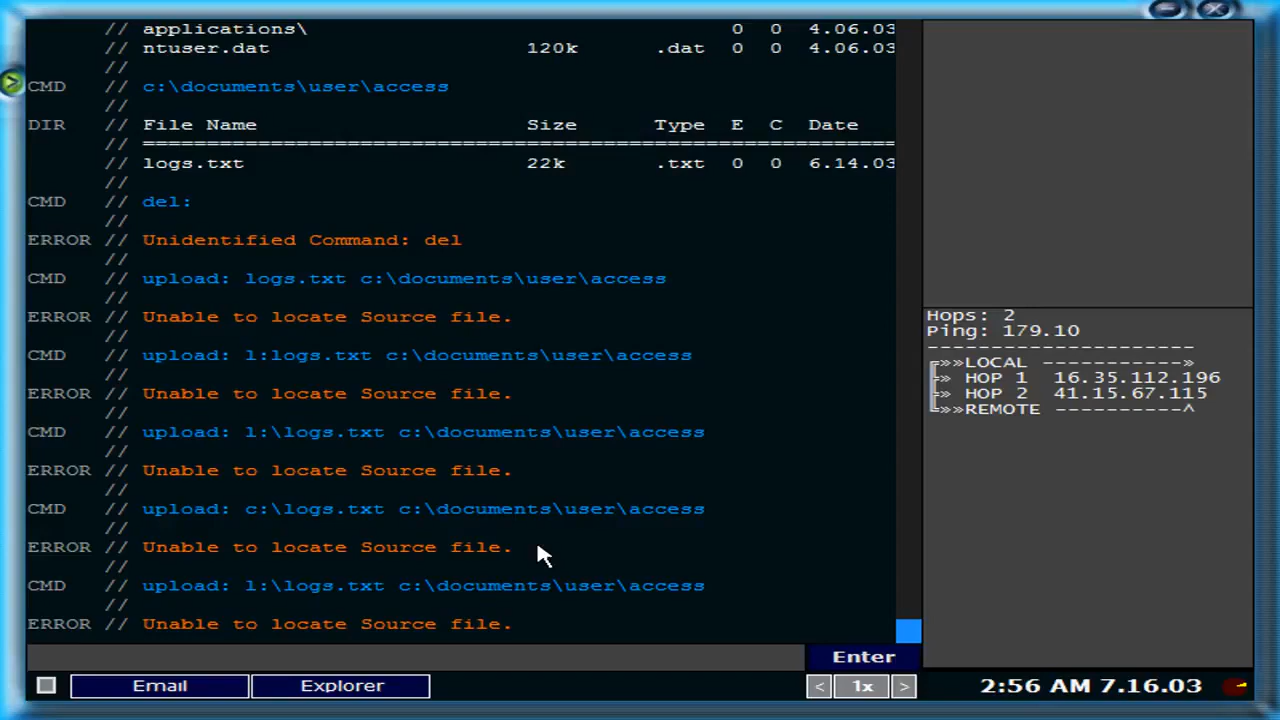 // applications\ 0 0 4.06.03
// ntuser.dat 120k .dat 0 0 4.06.03
//
CMD // c:\documents\user\access
//
DIR // File Name Size Type E C Date
// ===========================================================
// logs.txt 22k .txt 0 0 6.14.03
//
CMD // del:
//
ERROR // Unidentified Command: del
//
CMD // upload: logs.txt c:\documents\user\access
//
ERROR // Unable to locate Source file.
//
CMD // upload: l:logs.txt c:\documents\user\access
//
ERROR // Unable to locate Source file.
//
CMD // upload: l:\logs.txt c:\documents\user\access
//
ERROR // Unable to locate Source file.
//
CMD // upload: c:\logs.txt c:\documents\user\access
//
ERROR // Unable to locate Source file.
//
CMD // upload: l:\logs.txt c:\documents\user\access
//
ERROR // Unable to locate Source file.
Enter
Hops: 2
Ping: 179.10
---------------------
╔»»LOCAL -----------»
╠» HOP 1 16.35.112.196
╠» HOP 2 41.15.67.115
╚»»REMOTE ----------^
Email Explorer < 1x > 2:56 AM 7.16.03